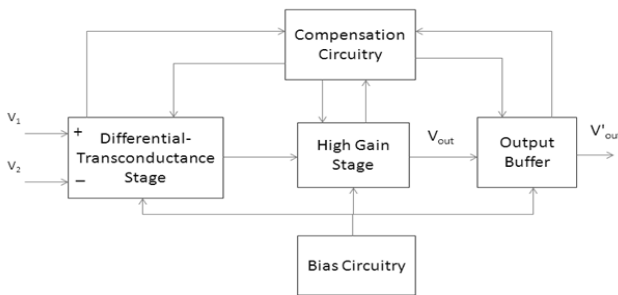 Compensation
Circuitry
V₁
+
Differential-
Transconductance
Stage
V₂
−
High Gain
Stage
Vout
Output
Buffer
V'ou
Bias Circuitry